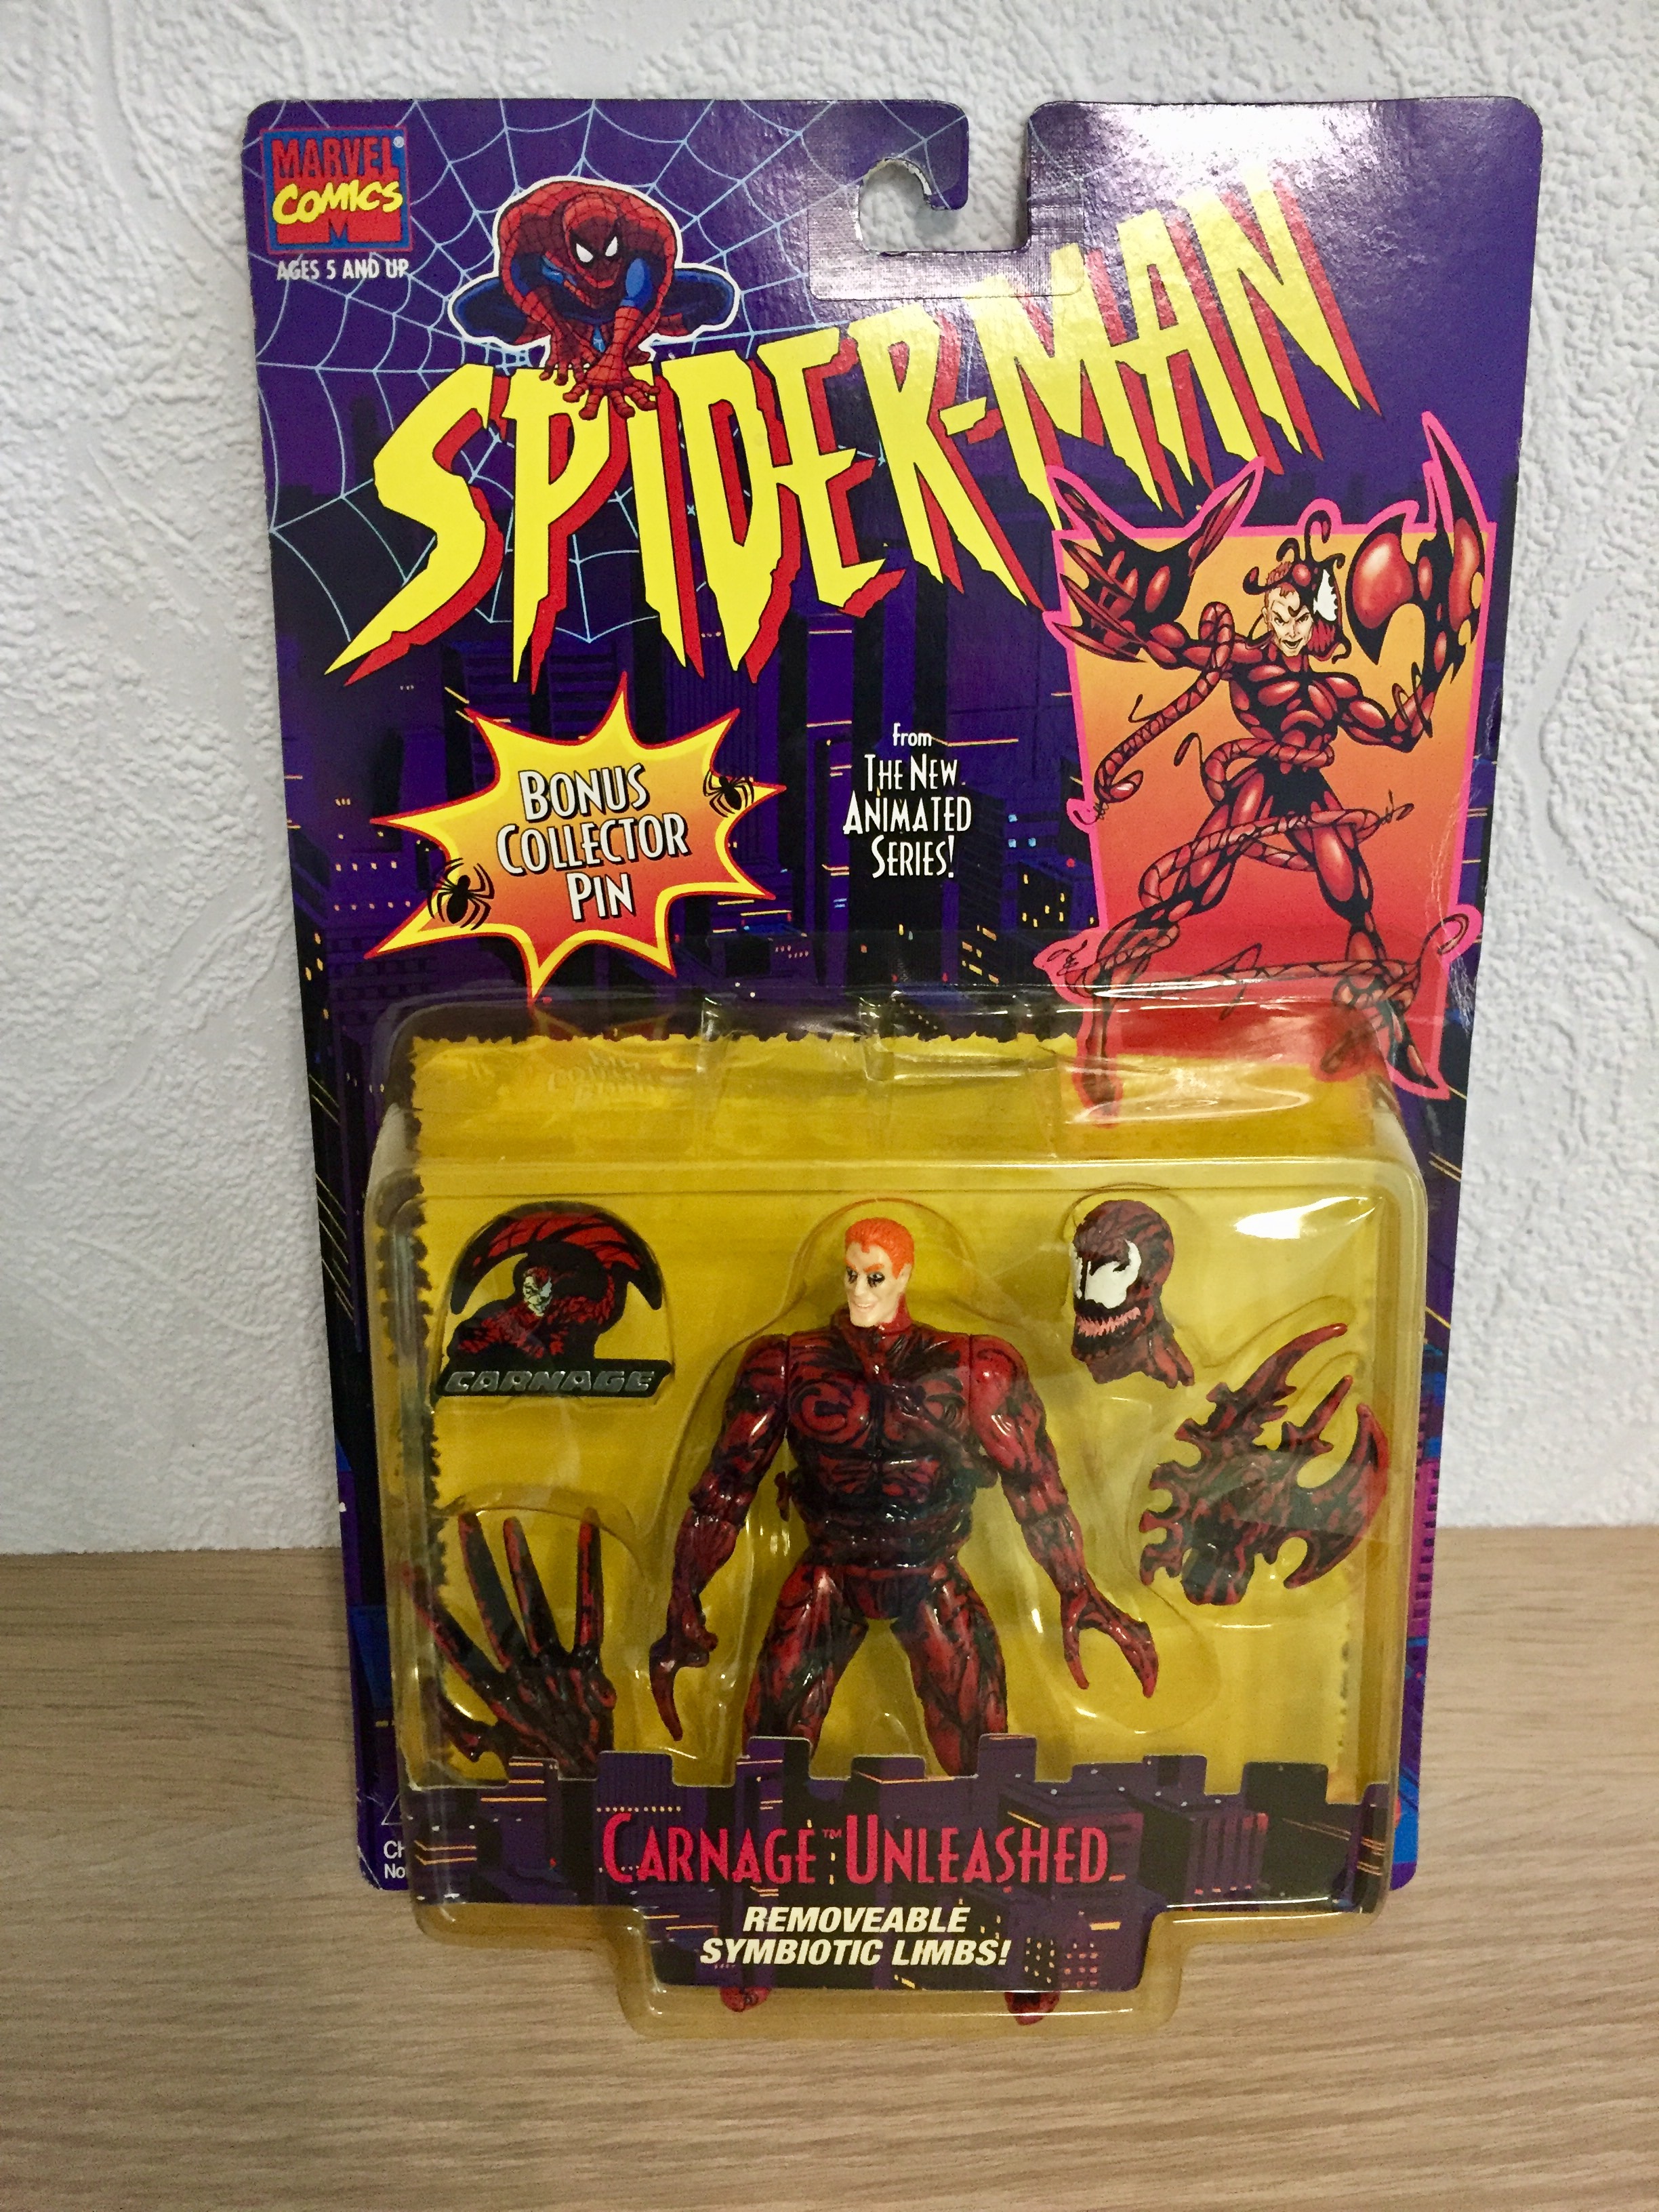 MARVEL®
COMICS
AGES 5 AND UP
SPIDER-MAN
BONUS
COLLECTOR
PIN
from
THE NEW
ANIMATED
SERIES!
CARNAGE
CARNAGE™ UNLEASHED
REMOVEABLE
SYMBIOTIC LIMBS!